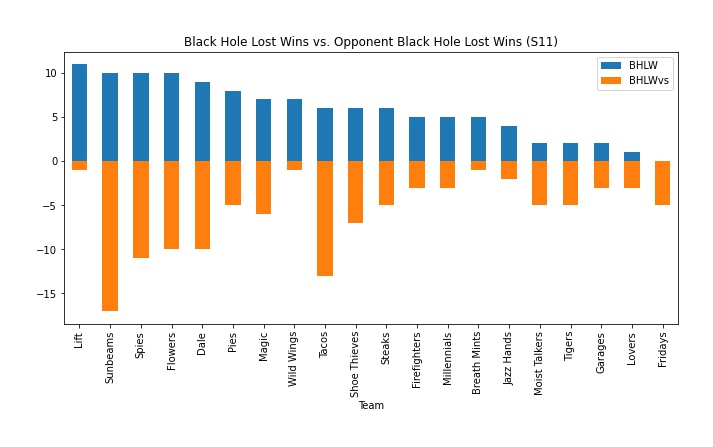 Black Hole Lost Wins vs. Opponent Black Hole Lost Wins (S11)
BHLW
BHLWvs
10
5
0
−5
−10
−15
Lift
Sunbeams
Spies
Flowers
Dale
Pies
Magic
Wild Wings
Tacos
Shoe Thieves
Steaks
Firefighters
Millennials
Breath Mints
Jazz Hands
Moist Talkers
Tigers
Garages
Lovers
Fridays
Team